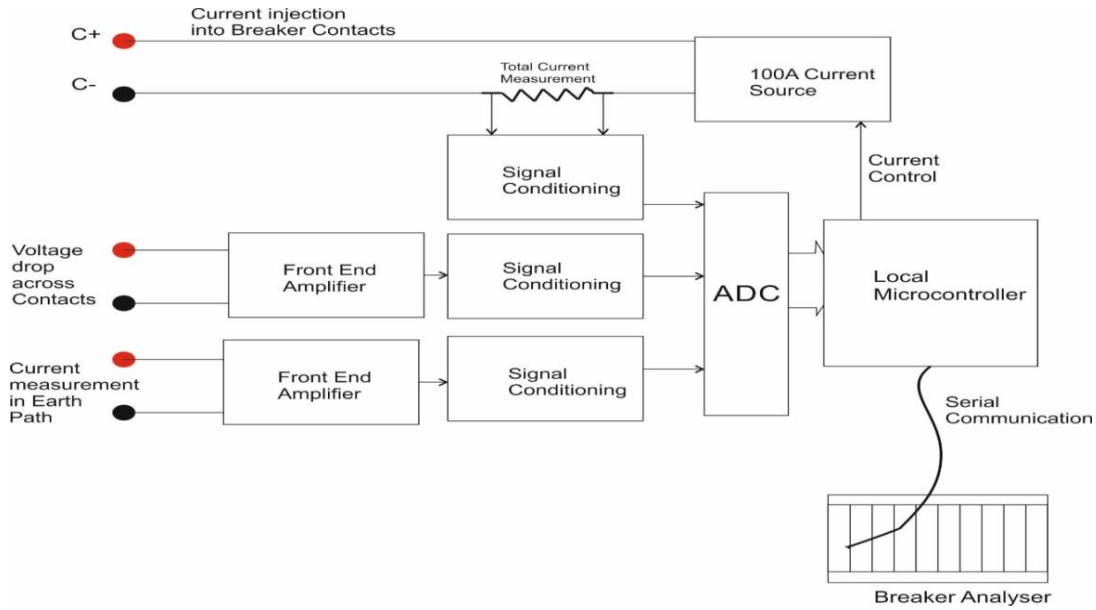 Current injection
into Breaker Contacts
C+
C-
Total Current
Measurement
100A Current
Source
Signal
Conditioning
Current
Control
Voltage
drop
across
Contacts
Front End
Amplifier
Signal
Conditioning
ADC
Local
Microcontroller
Current
measurement
in Earth
Path
Front End
Amplifier
Signal
Conditioning
Serial
Communication
Breaker Analyser